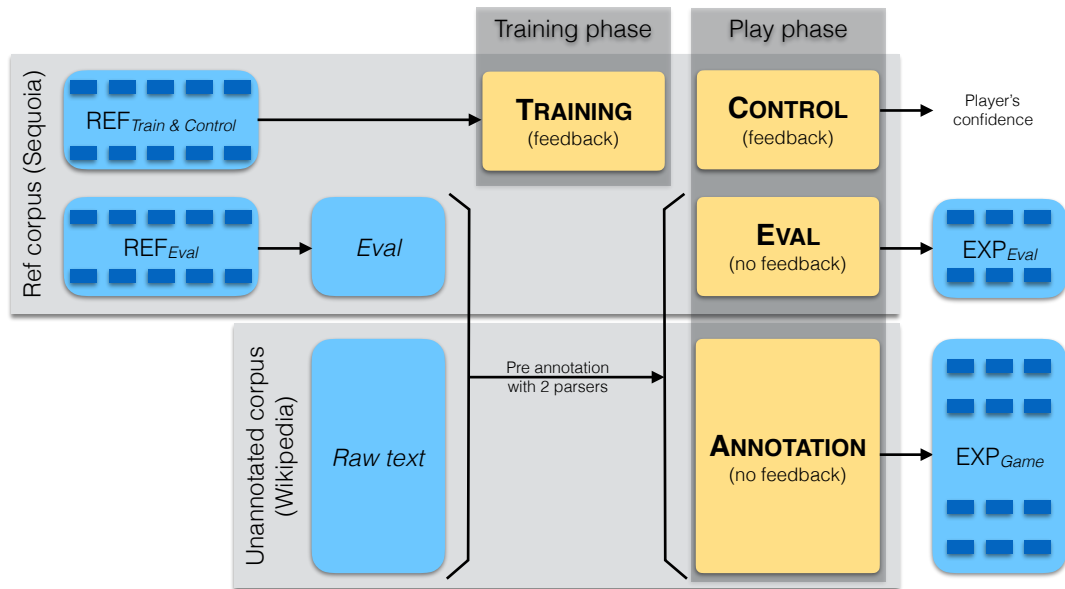 Training phase
Play phase
Ref corpus (Sequoia)
REFTrain & Control
TRAINING
(feedback)
CONTROL
(feedback)
Player's
confidence
REFEval
Eval
EVAL
(no feedback)
EXPEval
Unannotated corpus
(Wikipedia)
Raw text
Pre annotation
with 2 parsers
ANNOTATION
(no feedback)
EXPGame